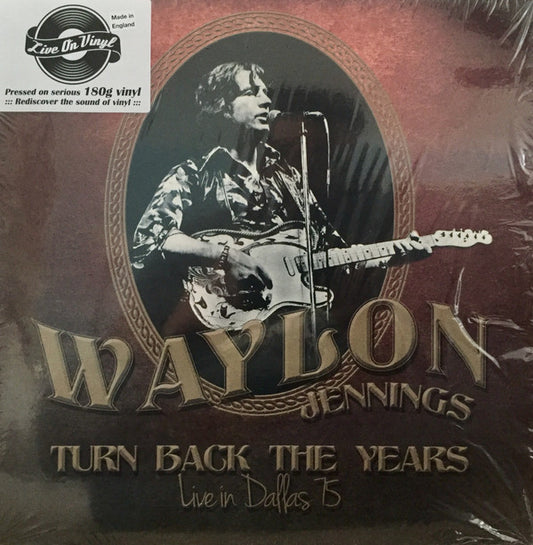 Made in
England
Live On Vinyl
Pressed on serious 180g vinyl
::: Rediscover the sound of vinyl :::
WAYLON
JENNINGS
TURN BACK THE YEARS
Live in Dallas 75